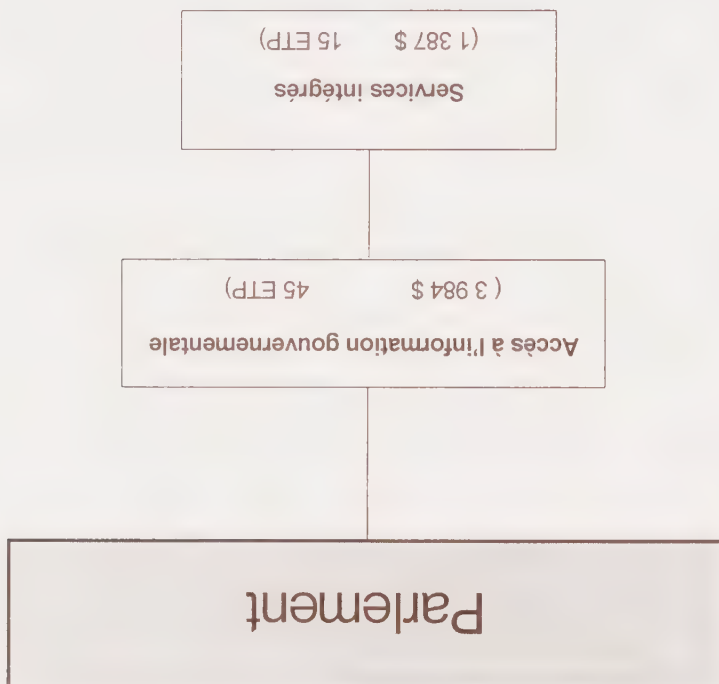 Parlement
Accès à l'information gouvernementale
( 3 984 $ 45 ETP)
Services intégrés
(1 387 $ 15 ETP)